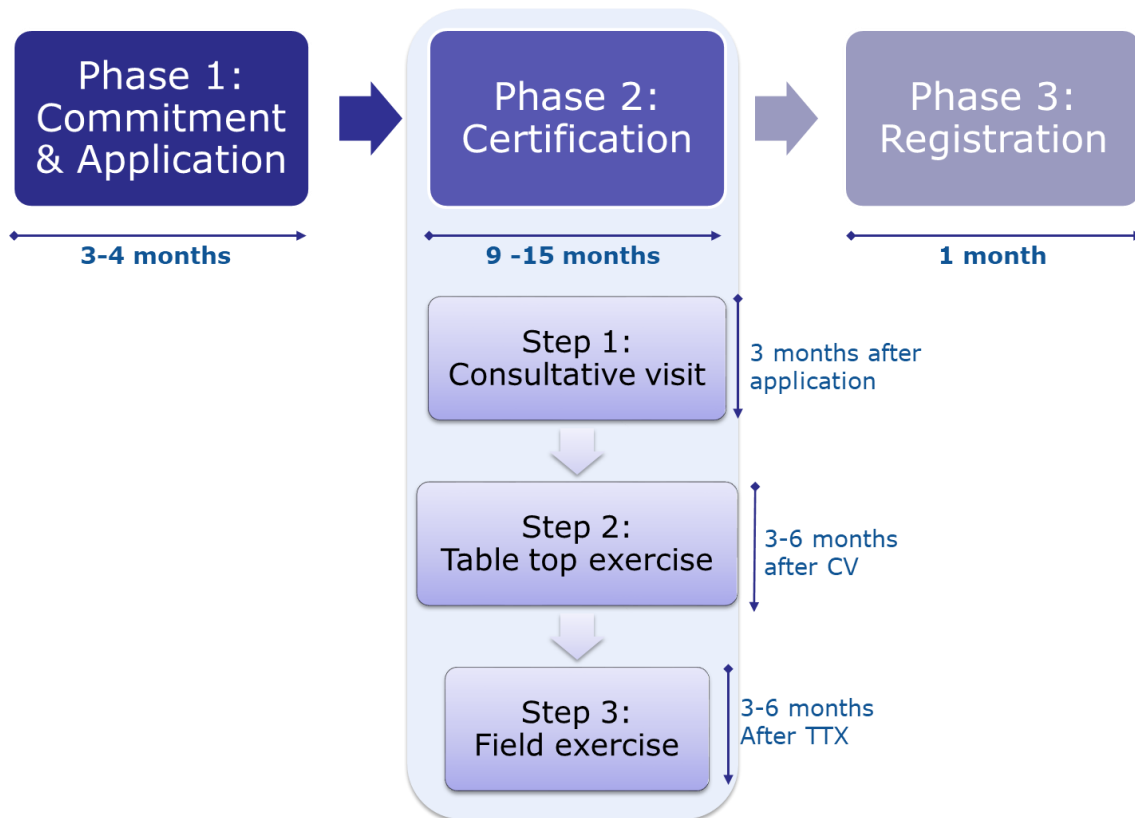 Phase 1:
Commitment
& Application
Phase 2:
Certification
Phase 3:
Registration
3-4 months
9 -15 months
1 month
Step 1:
Consultative visit
3 months after
application
Step 2:
Table top exercise
3-6 months
after CV
Step 3:
Field exercise
3-6 months
After TTX